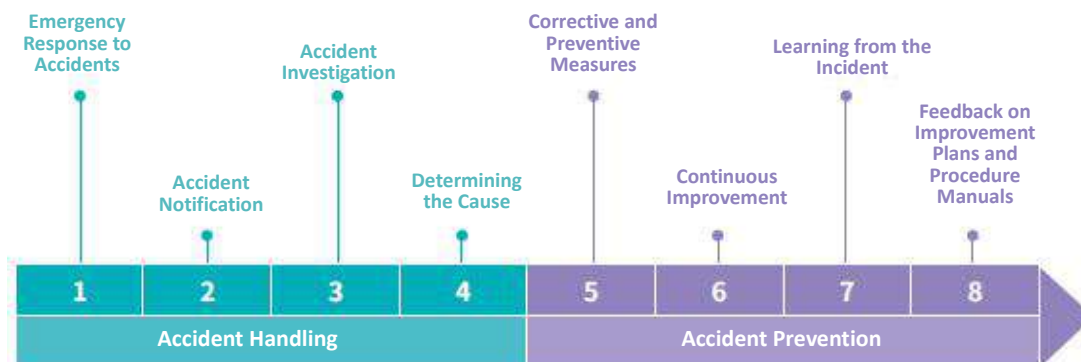 Emergency
Response to
Accidents
Accident
Notification
Accident
Investigation
Determining
the Cause
Corrective and
Preventive
Measures
Continuous
Improvement
Learning from the
Incident
Feedback on
Improvement
Plans and
Procedure
Manuals
1 2 3 4 5 6 7 8
Accident Handling
Accident Prevention